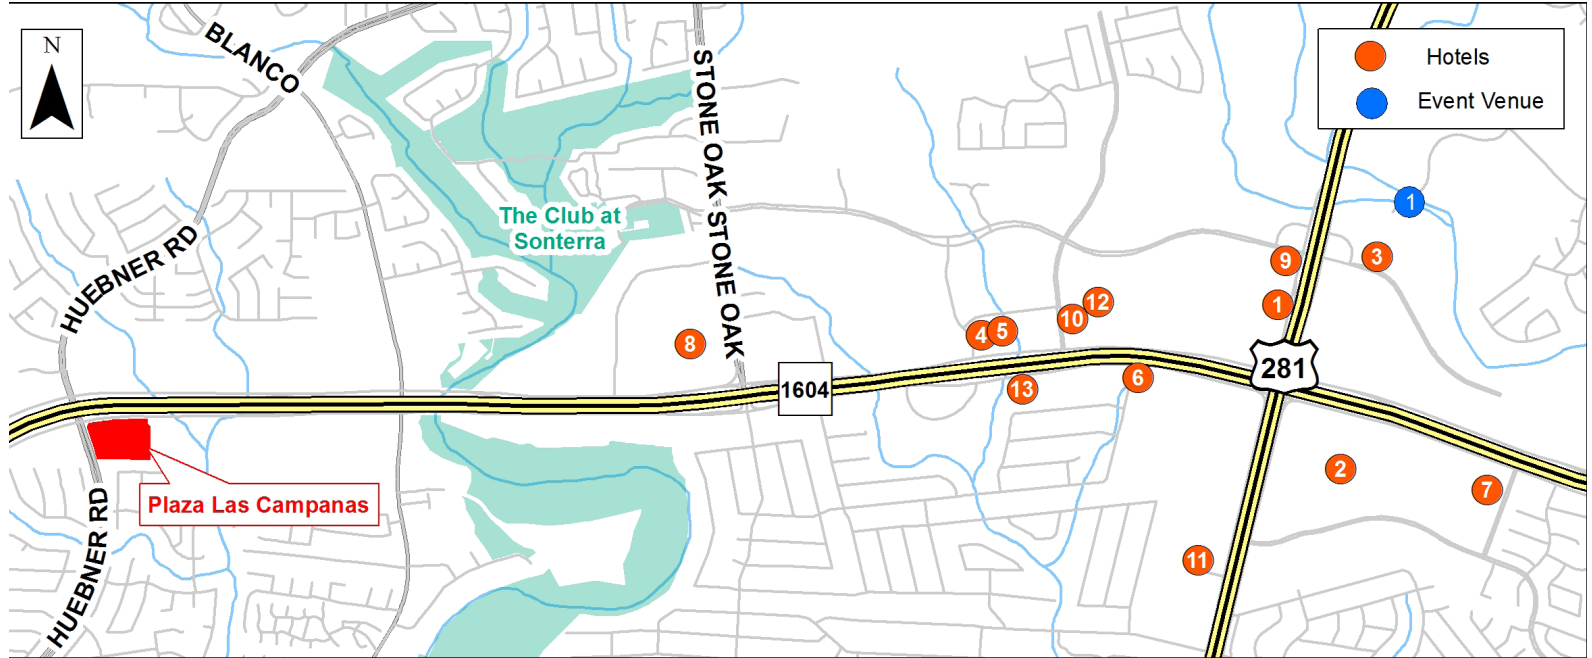 N
BLANCO
STONE OAK
STONE OAK
Hotels
Event Venue
HUEBNER RD
The Club at
Sonterra
1
9
3
1
12
10
8
4
5
281
1604
13
6
2
7
Plaza Las Campanas
HUEBNER RD
11